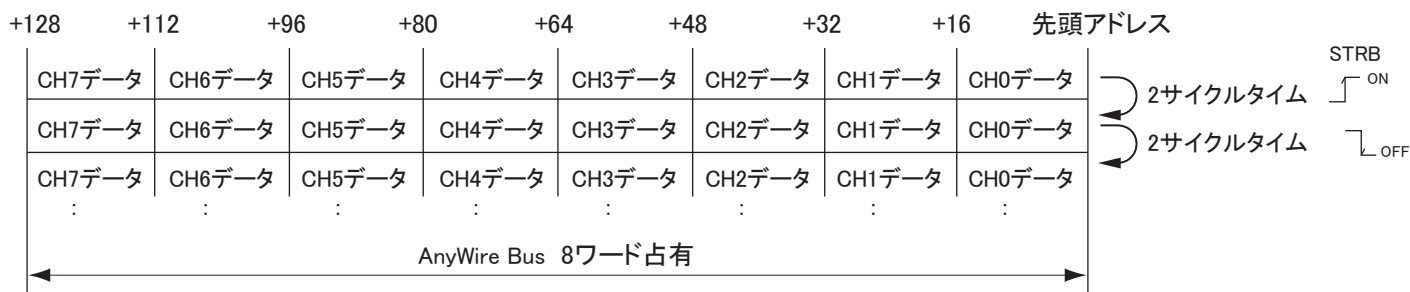 +128 +112 +96 +80 +64 +48 +32 +16 先頭アドレス
STRB
CH7データ CH6データ CH5データ CH4データ CH3データ CH2データ CH1データ CH0データ 2サイクルタイム ON
CH7データ CH6データ CH5データ CH4データ CH3データ CH2データ CH1データ CH0データ 2サイクルタイム OFF
CH7データ CH6データ CH5データ CH4データ CH3データ CH2データ CH1データ CH0データ
: : : : : : : :
AnyWire Bus 8ワード占有